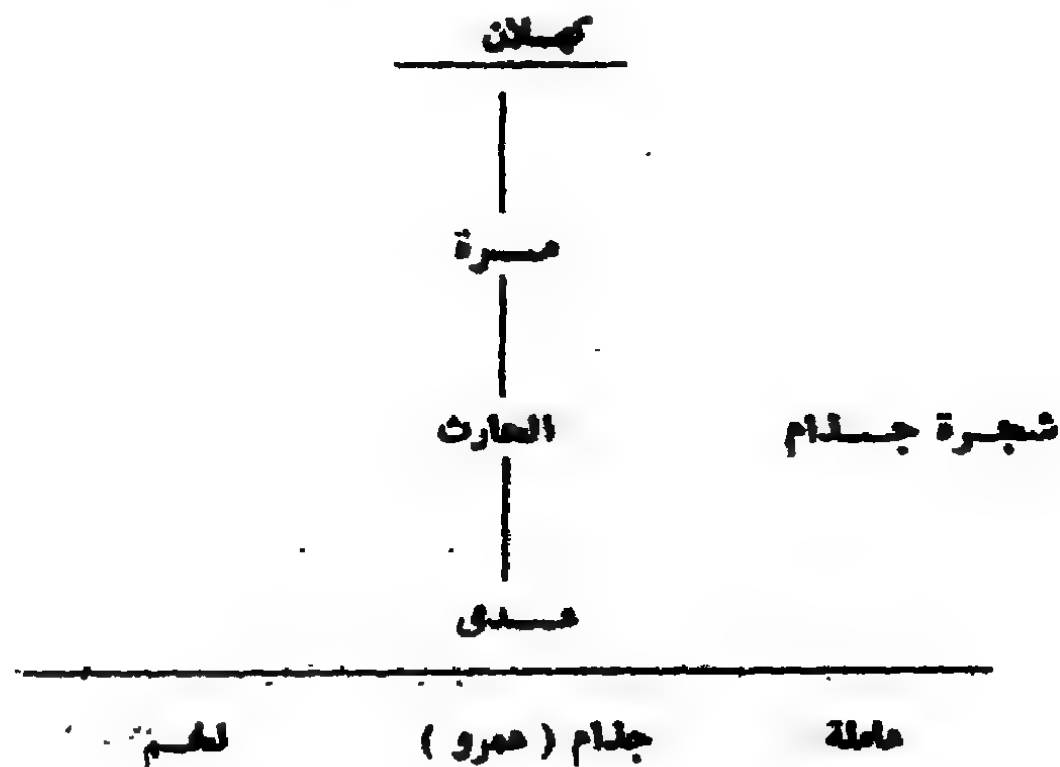 كهلان
مرة
الحارث
شجرة جذام
عدى
عاملة
جذام ( عمرو )
لخم